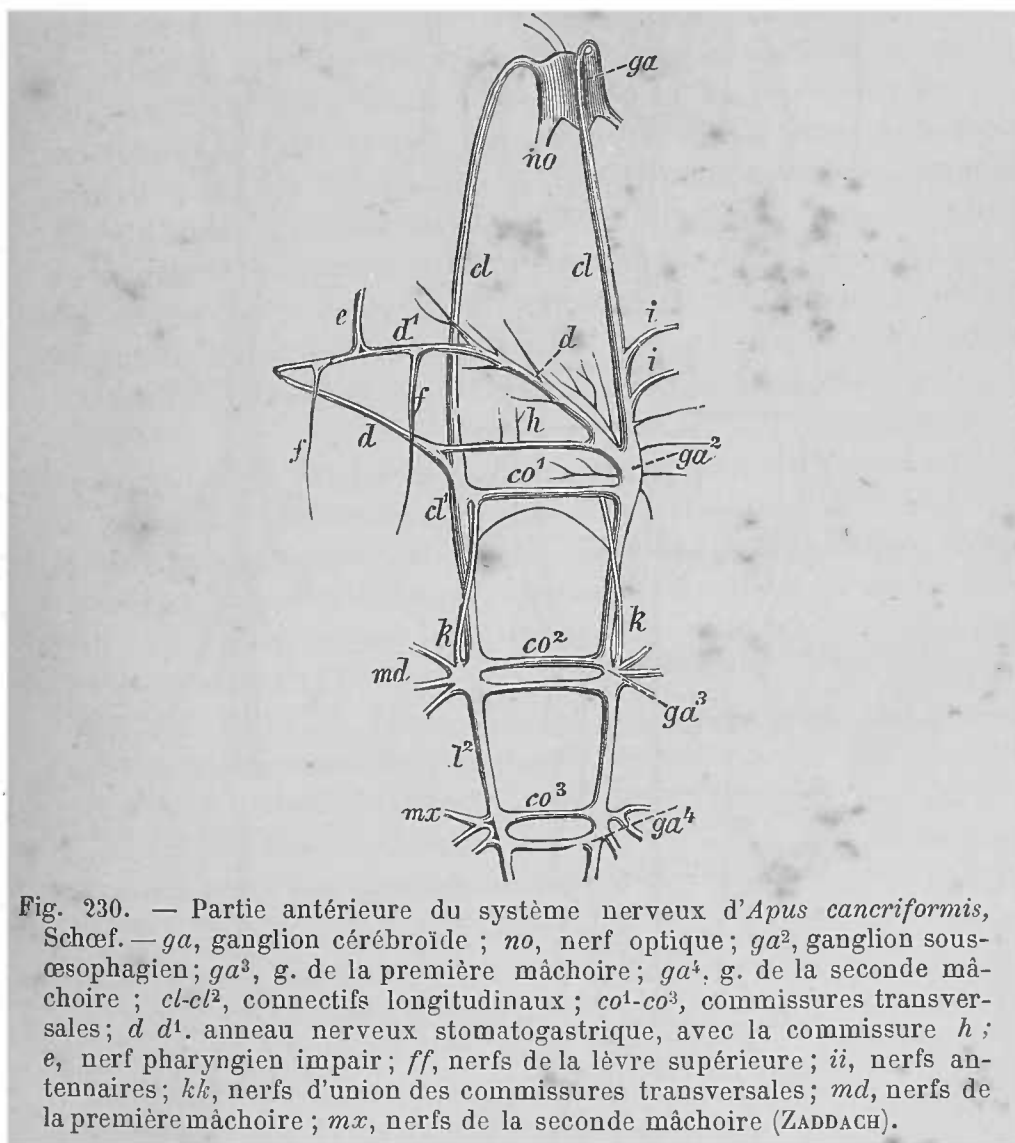 ga
no
cl
cl
i
e
d¹
d
i
h
f
d
f
ga²
co¹
cl¹
k
k
co²
md
ga³
l²
co³
mx
ga⁴
Fig. 230. — Partie antérieure du système nerveux d'Apus cancriformis,
Schœf. — ga, ganglion cérébroïde ; no, nerf optique ; ga², ganglion sous-
œsophagien ; ga³, g. de la première mâchoire ; ga⁴. g. de la seconde mâ-
choire ; cl-cl², connectifs longitudinaux ; co¹-co³, commissures transver-
sales ; d d¹. anneau nerveux stomatogastrique, avec la commissure h ;
e, nerf pharyngien impair ; ff, nerfs de la lèvre supérieure ; ii, nerfs an-
tennaires ; kk, nerfs d'union des commissures transversales ; md, nerfs de
la première mâchoire ; mx, nerfs de la seconde mâchoire (ZADDACH).